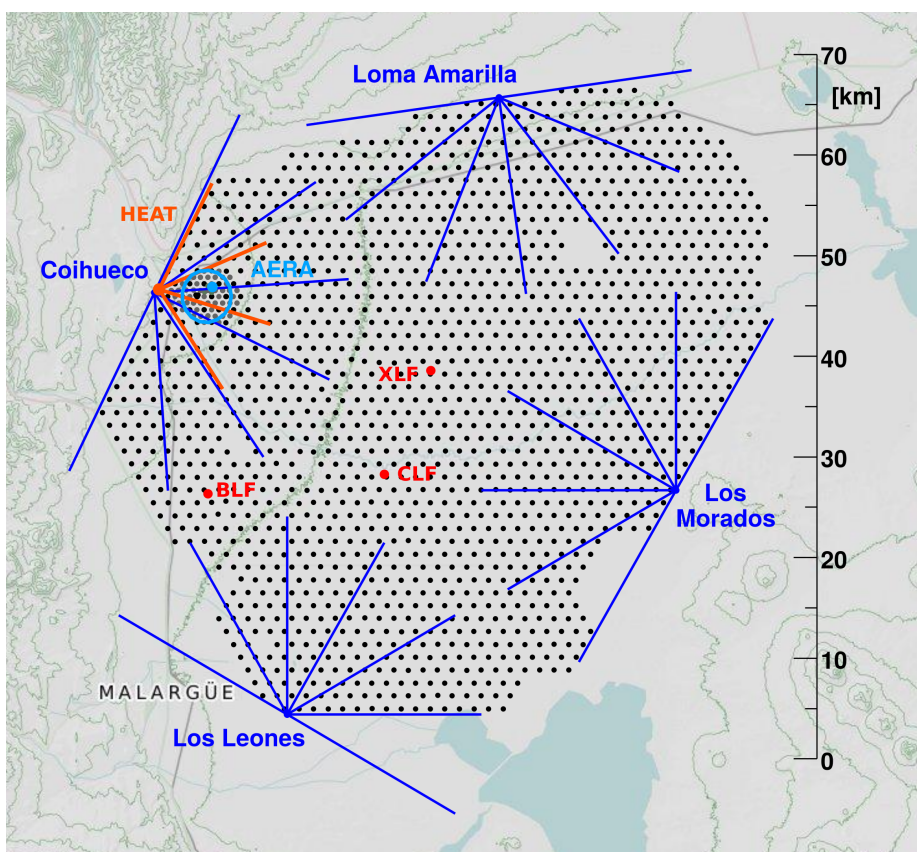 70
[km]
Loma Amarilla
60
HEAT
50
Coihueco
AERA
40
XLF
30
CLF
BLF
Los
Morados
20
10
MALARGÜE
Los Leones
0